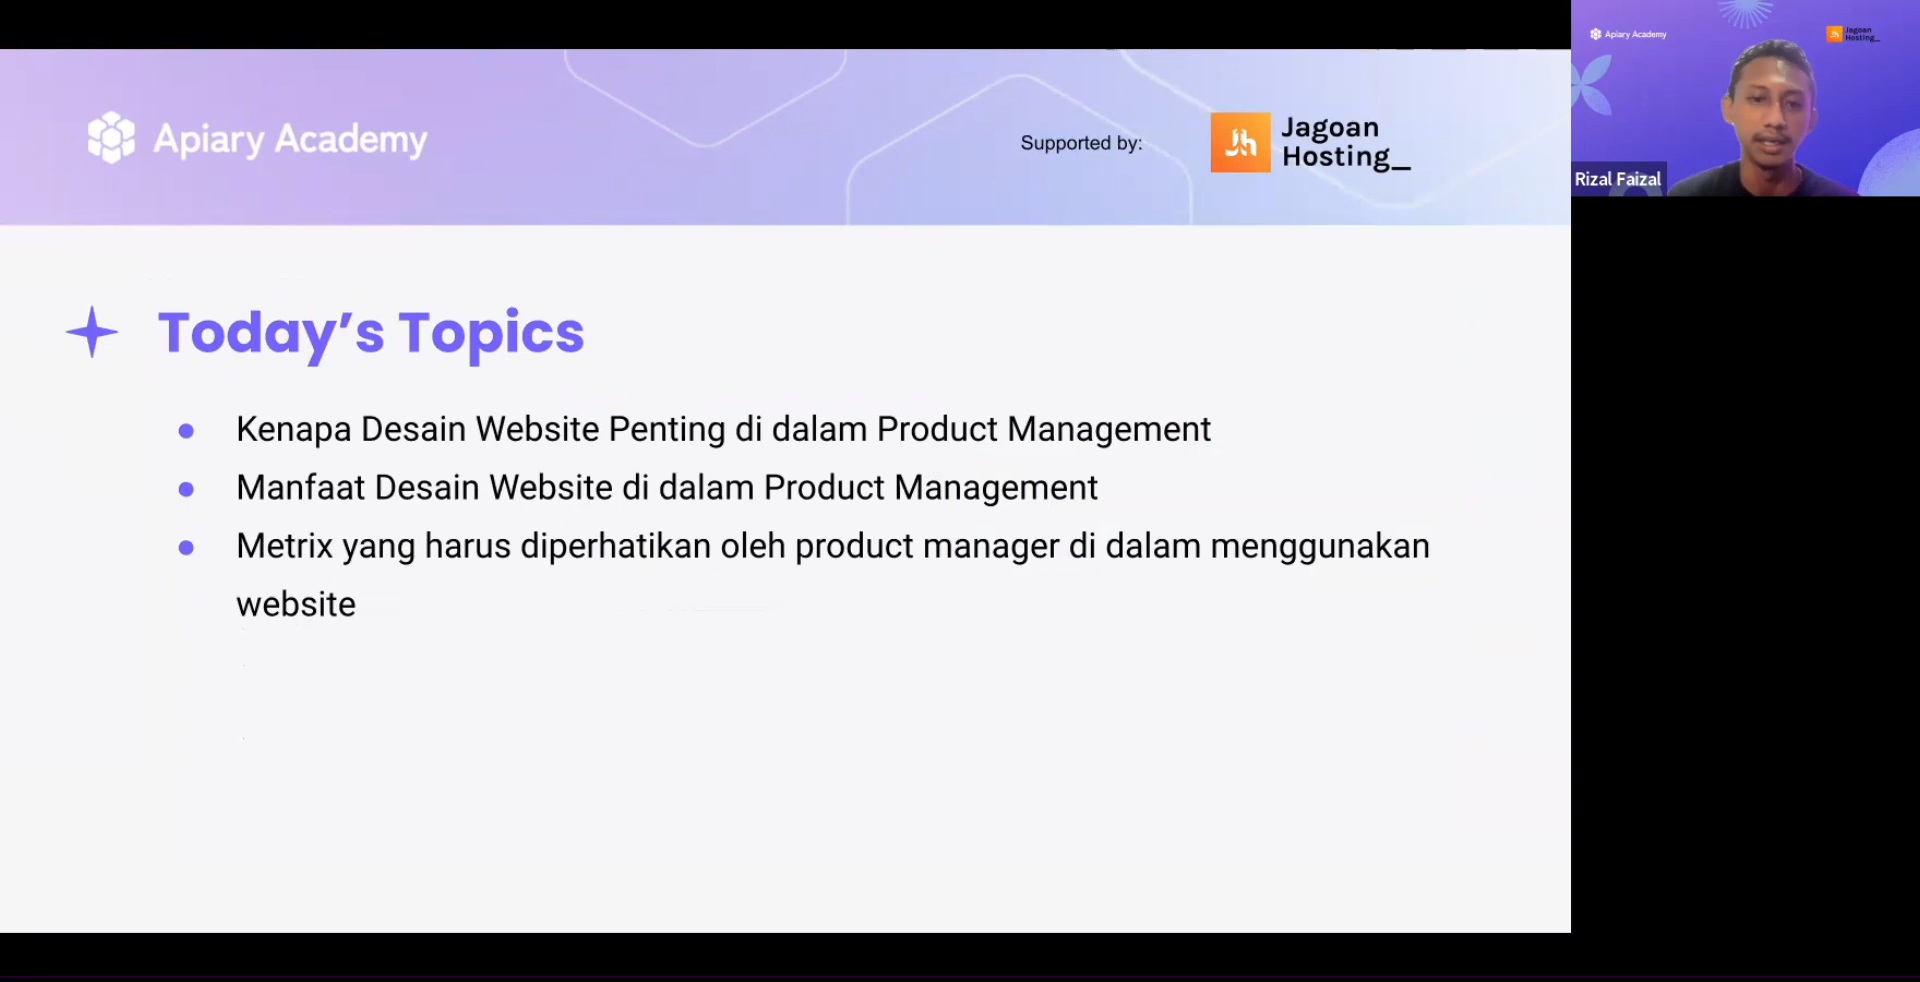 Apiary Academy
Supported by:
Jagoan
Hosting_
Apiary Academy
Jagoan
Hosting_
Rizal Faizal
Today’s Topics
Kenapa Desain Website Penting di dalam Product Management
Manfaat Desain Website di dalam Product Management
Metrix yang harus diperhatikan oleh product manager di dalam menggunakan
website